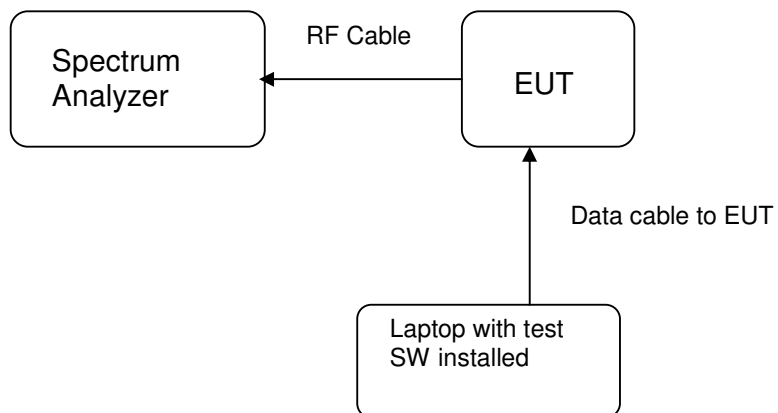 RF Cable
Spectrum
Analyzer
EUT
Data cable to EUT
Laptop with test
SW installed